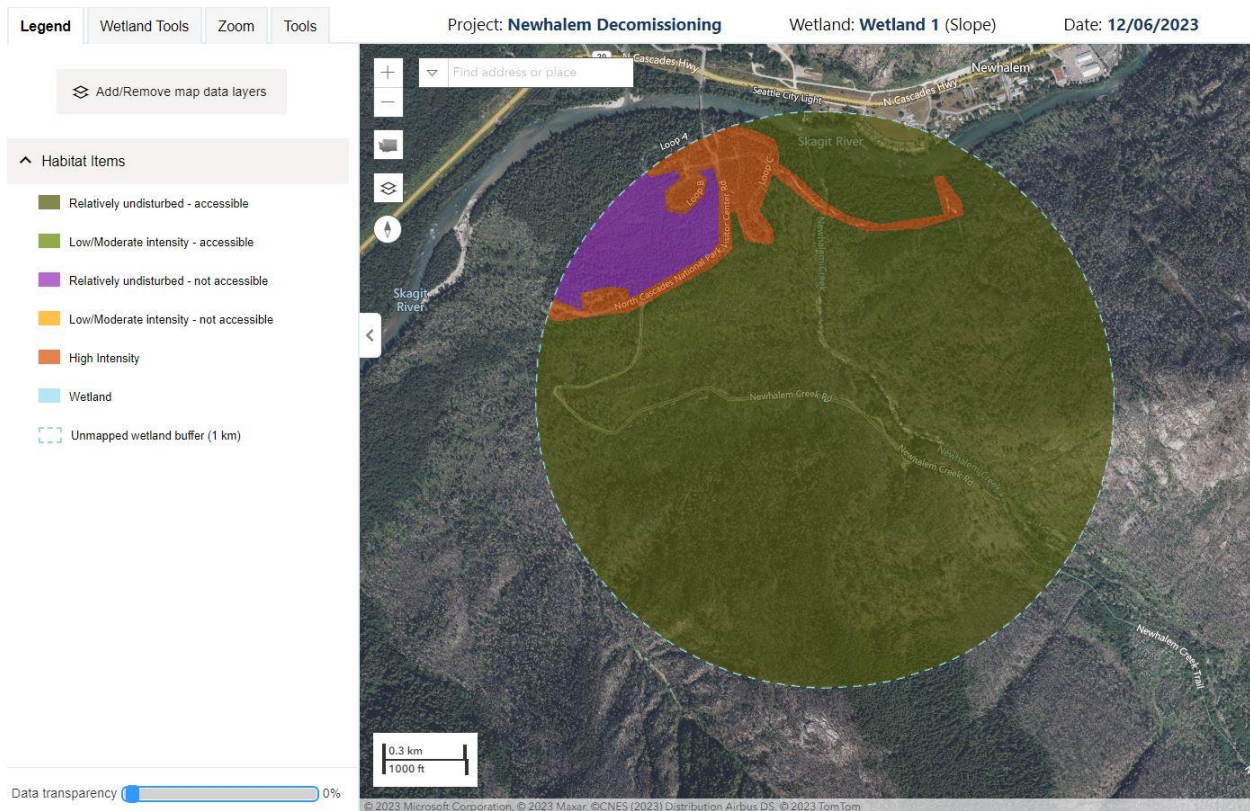 Legend
Wetland Tools
Zoom
Tools
Project: Newhalem Decomissioning
Wetland: Wetland 1 (Slope)
Date: 12/06/2023
Add/Remove map data layers
Habitat Items
Relatively undisturbed - accessible
Low/Moderate intensity - accessible
Relatively undisturbed - not accessible
Low/Moderate intensity - not accessible
High Intensity
Wetland
Unmapped wetland buffer (1 km)
Data transparency
0%
Find address or place
20
N Cascades Hwy
Newhalem
Seattle City Light
N Cascades Hwy
Skagit River
Loop A
Loop B
Loop C
North Cascades National Park Visitor Center Rd
Newhalem Creek
Skagit
River
Newhalem Creek Rd
Newhalem Creek Rd
Newhalem Creek
Newhalem Creek Trail
0.3 km
1000 ft
© 2023 Microsoft Corporation, © 2023 Maxar, ©CNES (2023) Distribution Airbus DS, © 2023 TomTom